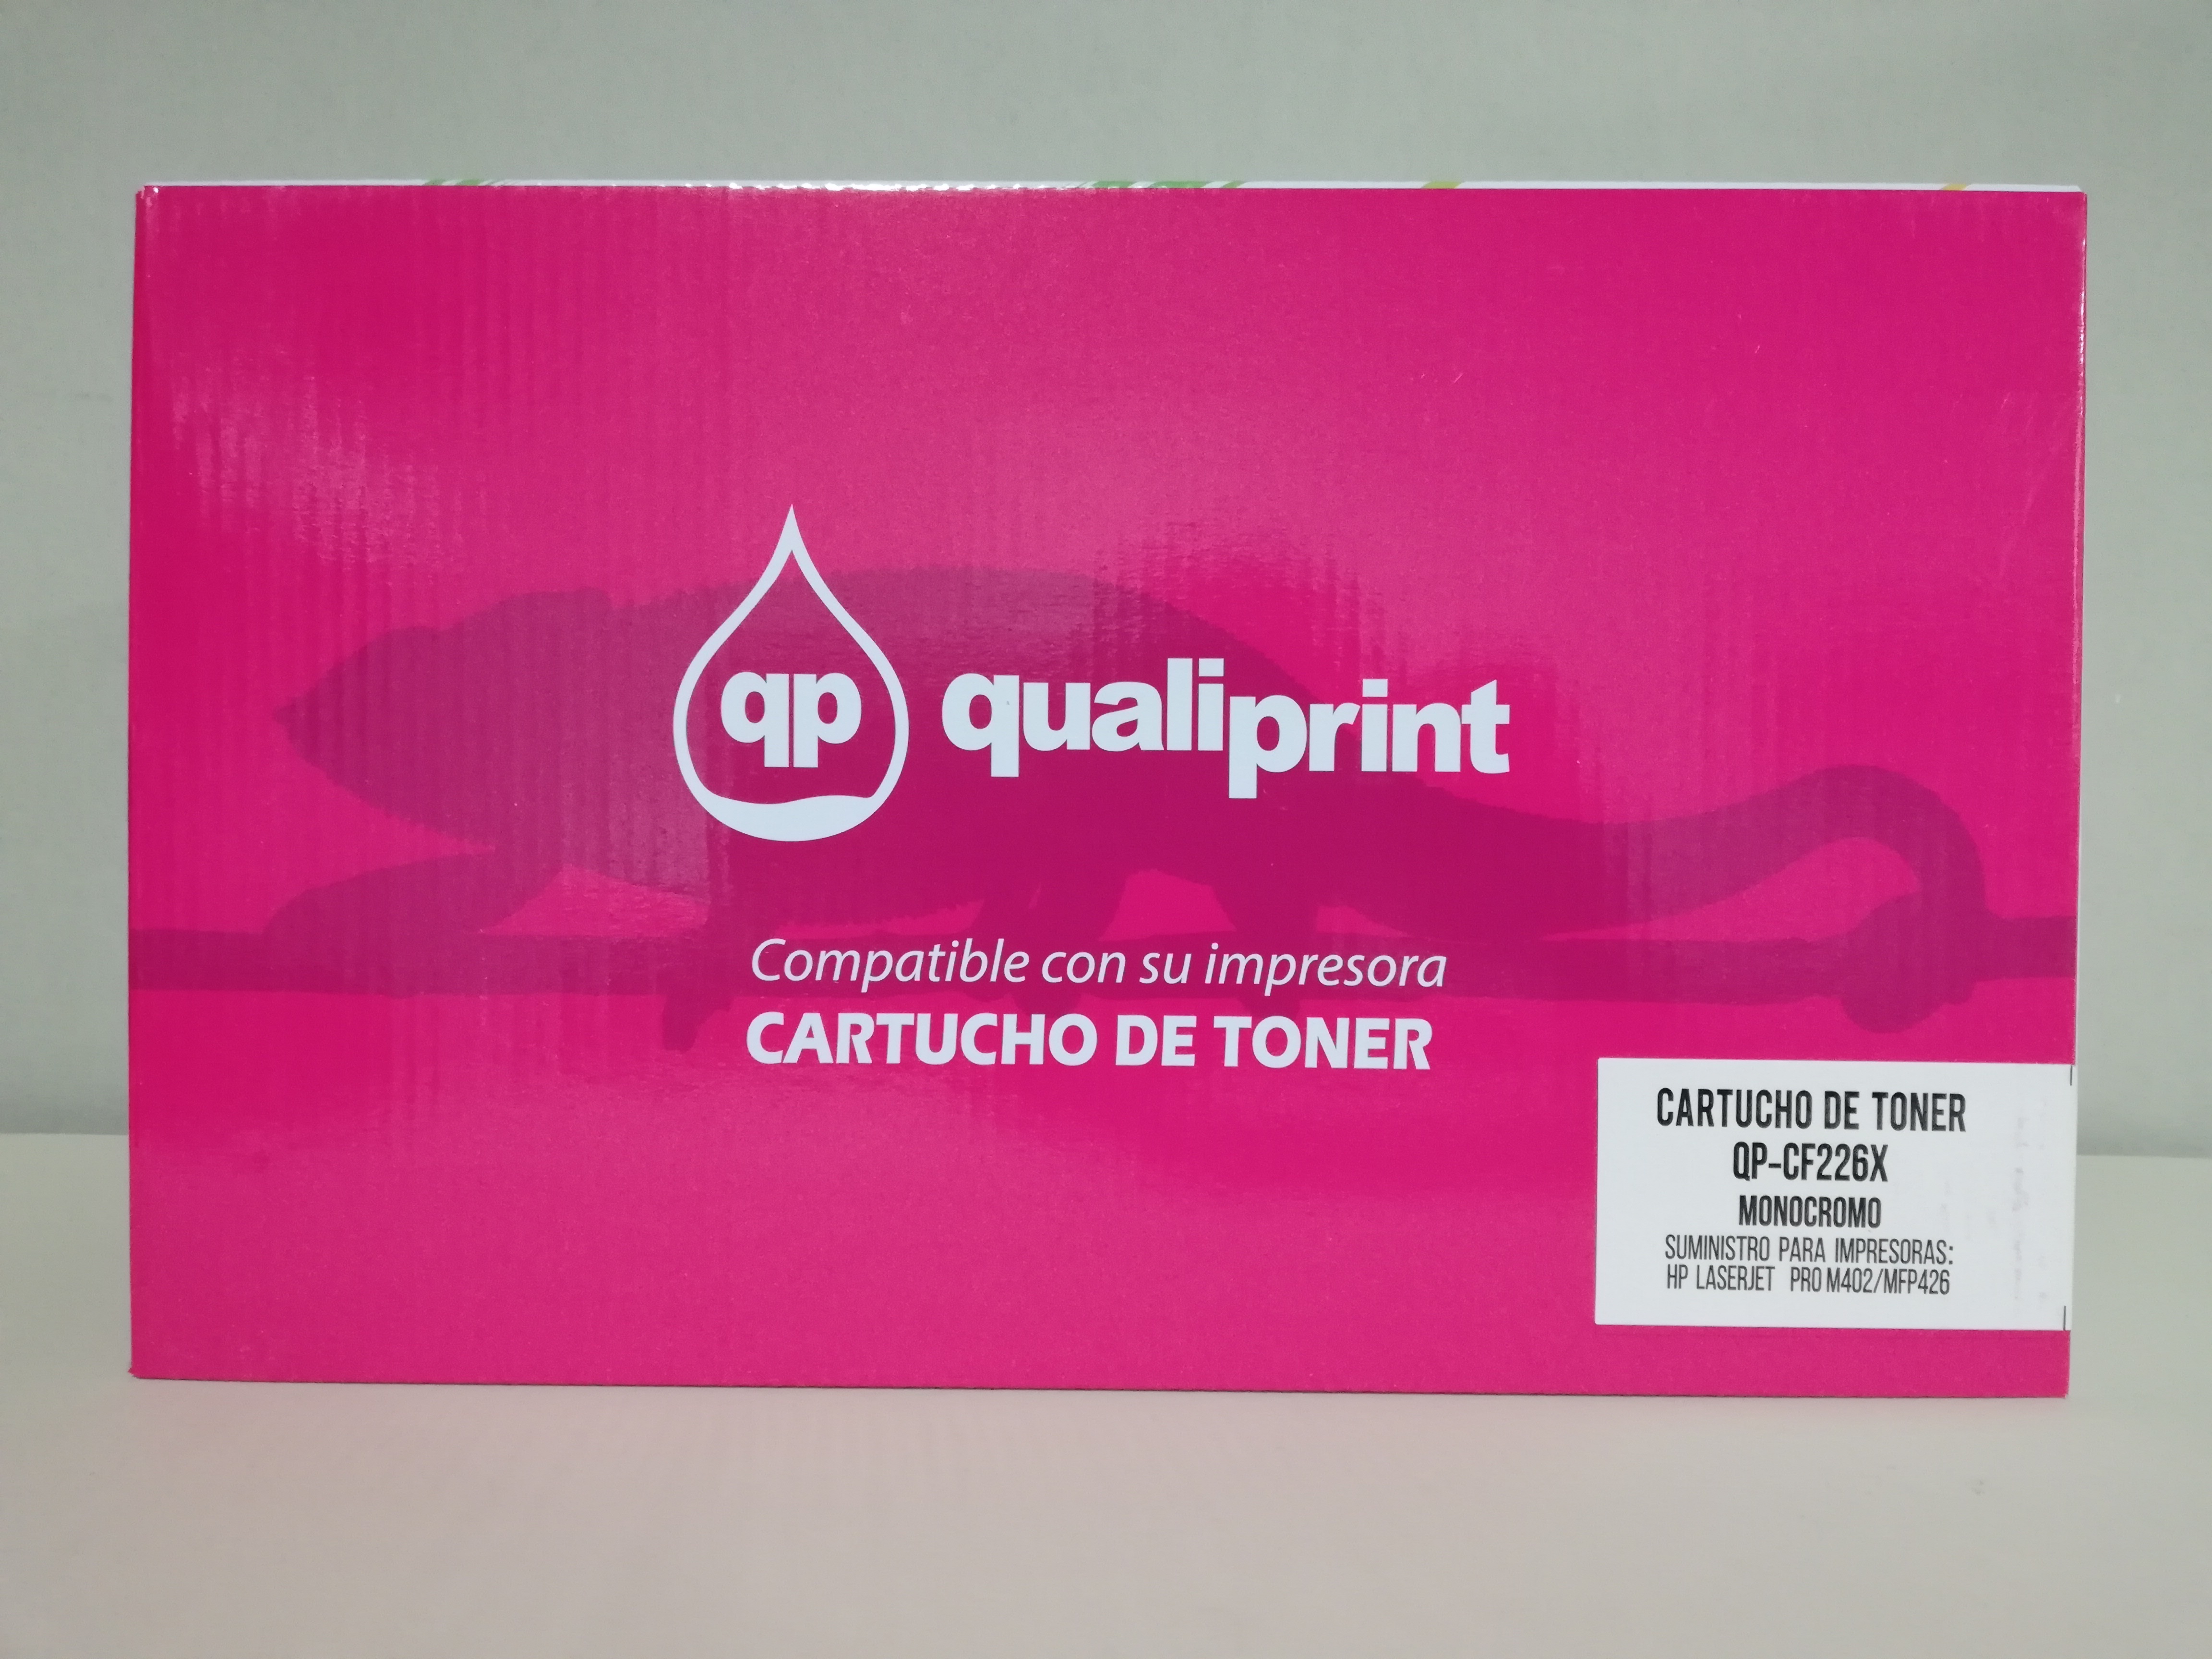 qp qualiprint
Compatible con su impresora
CARTUCHO DE TONER
CARTUCHO DE TONER
QP-CF226X
MONOCROMO
SUMINISTRO PARA IMPRESORAS:
HP LASERJET PRO M402/MFP426